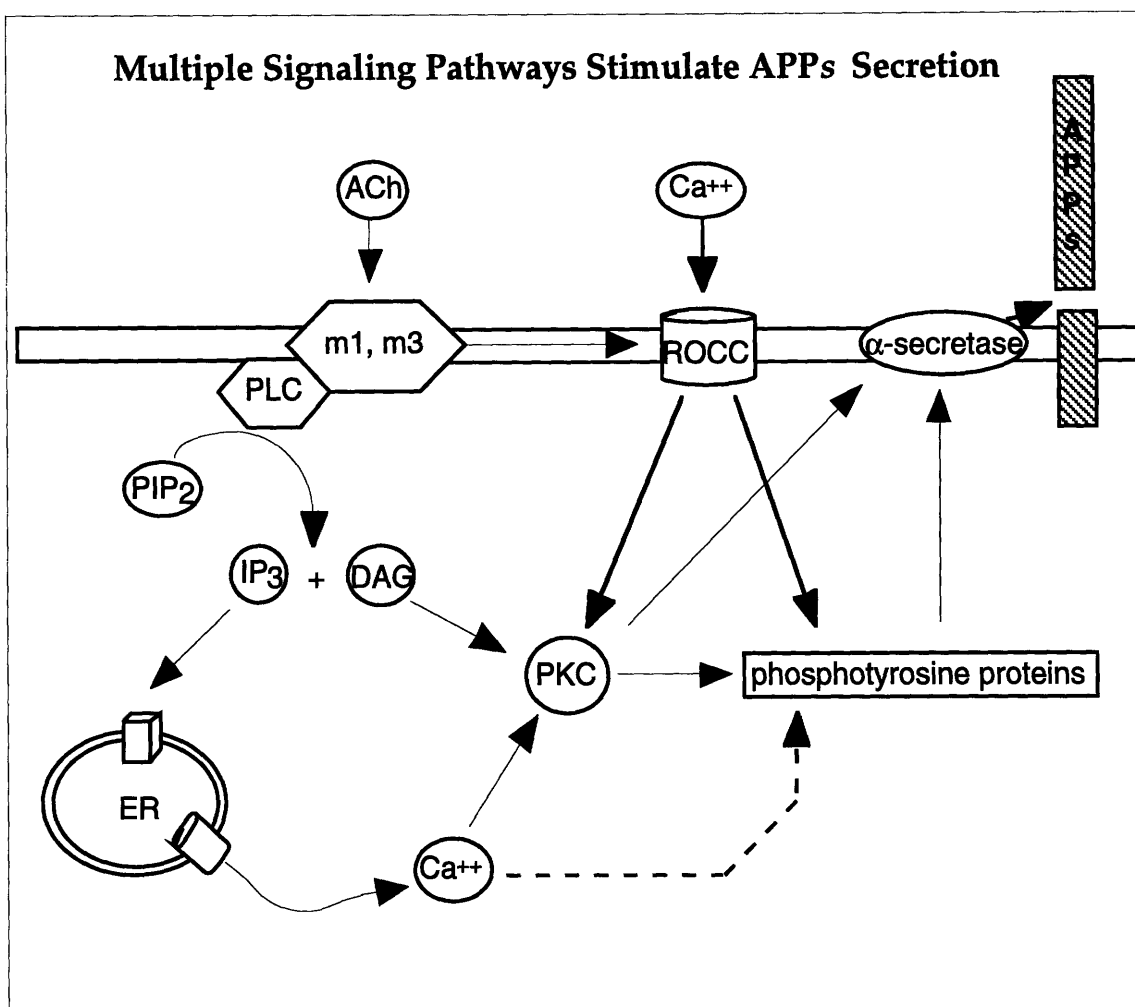 Multiple Signaling Pathways Stimulate APPs Secretion
APPs
ACh
Ca++
m1, m3
ROCC
α-secretase
PLC
PIP2
IP3 + DAG
PKC
phosphotyrosine proteins
ER
Ca++